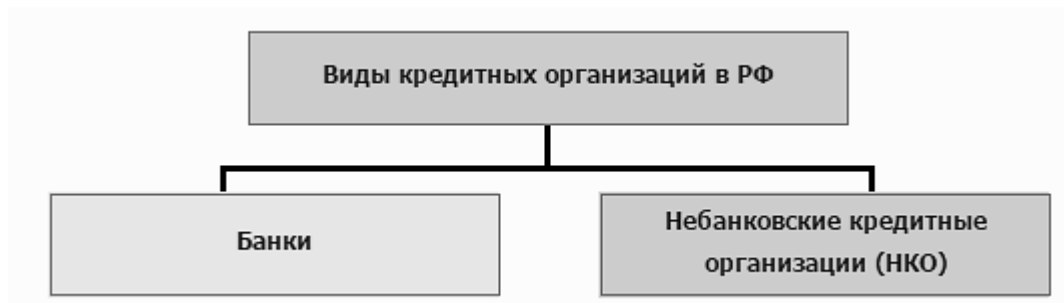 Виды кредитных организаций в РФ
Банки
Небанковские кредитные
организации (НКО)